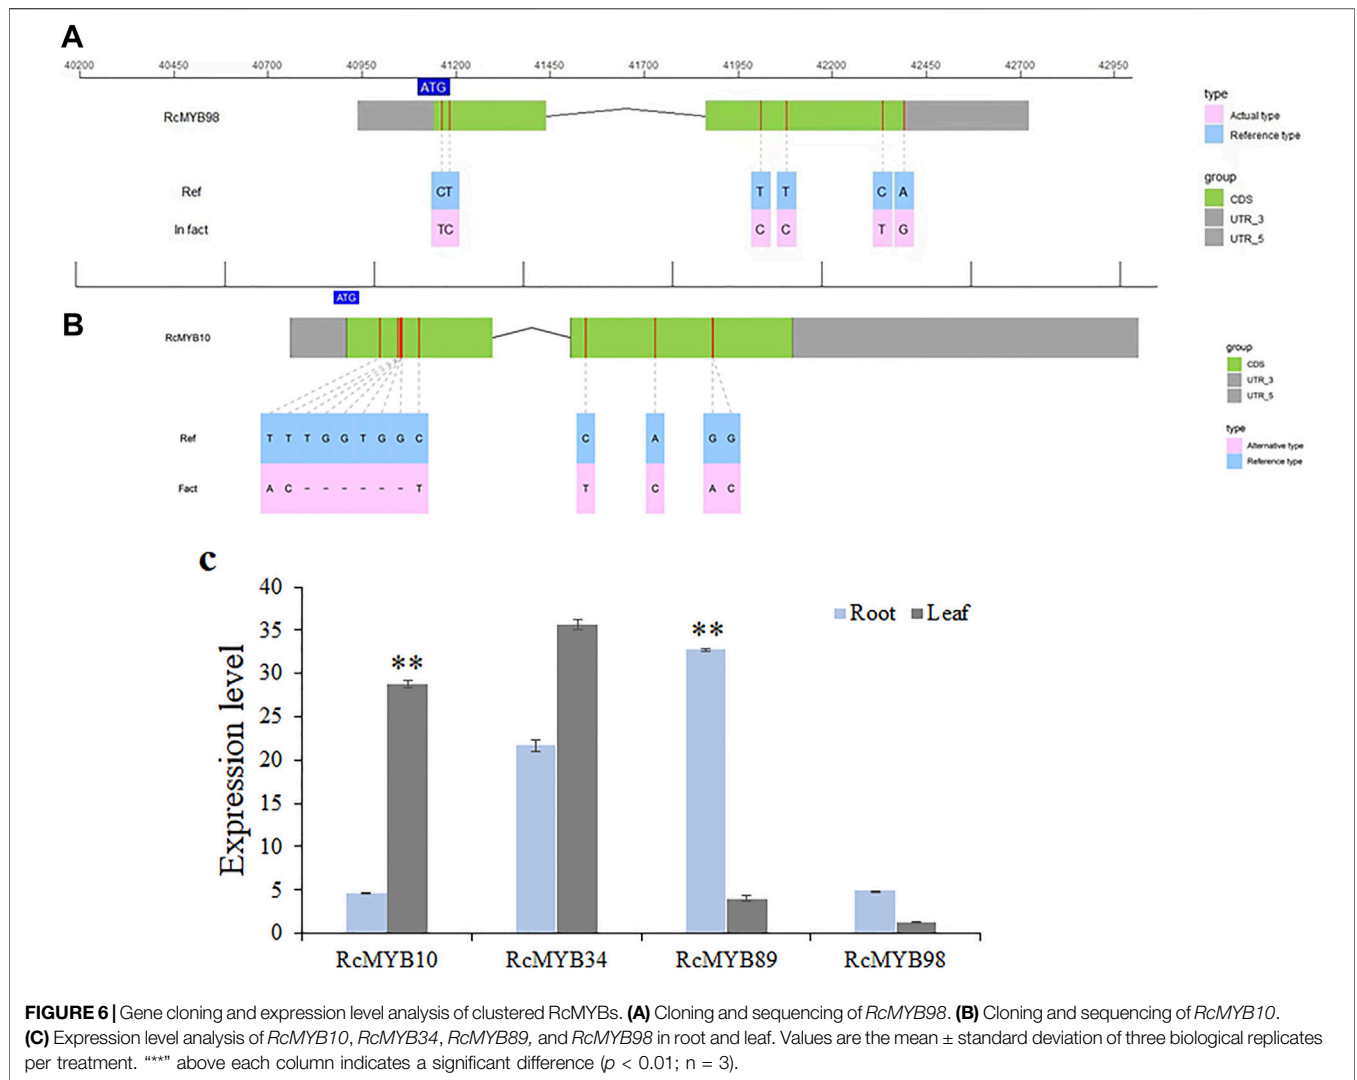 A
40200 40450 40700 40950 41200 41450 41700 41950 42200 42450 42700 42950
ATG
RcMYB98
type
Actual type
Reference type
Ref CT T T C A
In fact TC C C T G
group
CDS
UTR_3
UTR_5
ATG
B
RcMYB10
group
CDS
UTR_3
UTR_5
Ref T T T G G T G G C C A G G
Fact A C - - - - - - T T C A C
type
Alternative type
Reference type
c
Expression level
40
35
30
25
20
15
10
5
0
Root Leaf
**
**
RcMYB10 RcMYB34 RcMYB89 RcMYB98
FIGURE 6 | Gene cloning and expression level analysis of clustered RcMYBs. (A) Cloning and sequencing of RcMYB98. (B) Cloning and sequencing of RcMYB10.
(C) Expression level analysis of RcMYB10, RcMYB34, RcMYB89, and RcMYB98 in root and leaf. Values are the mean ± standard deviation of three biological replicates
per treatment. “**” above each column indicates a significant difference (p < 0.01; n = 3).